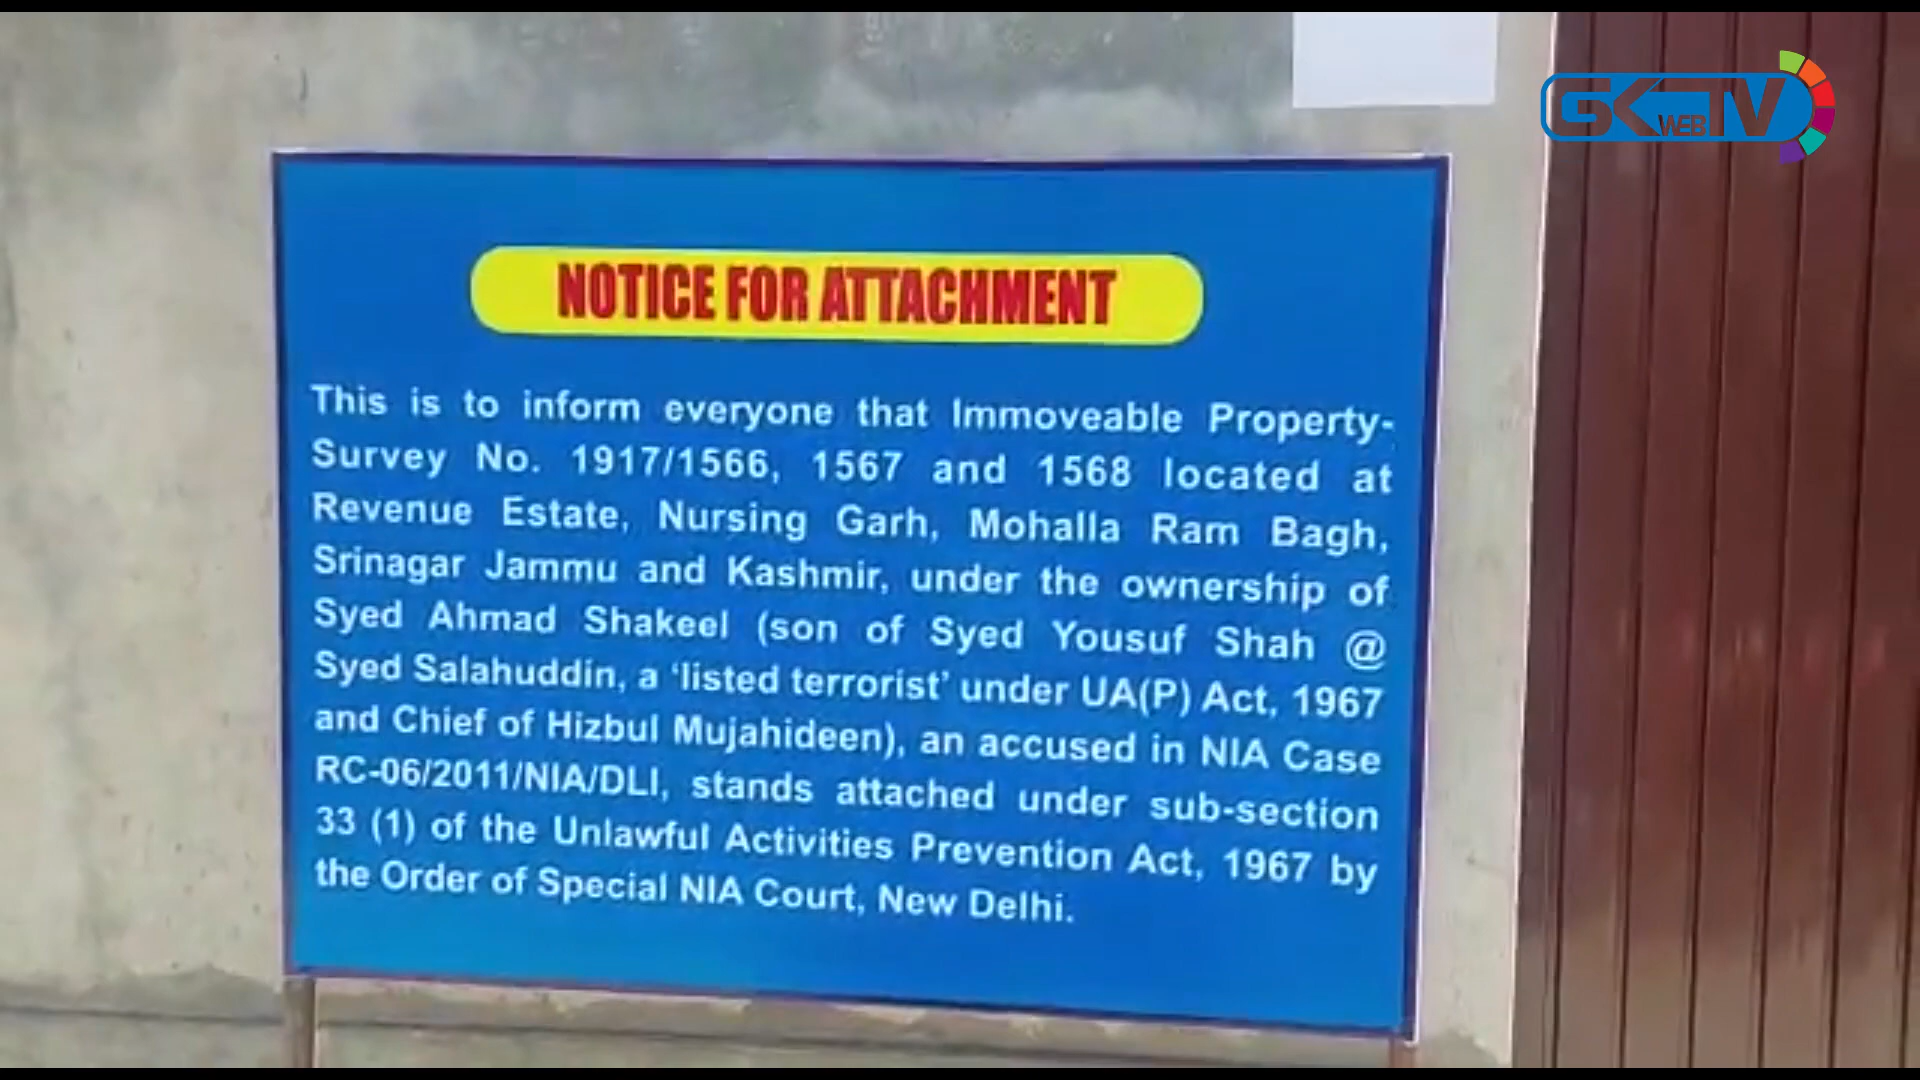 GK WEB TV
NOTICE FOR ATTACHMENT
This is to inform everyone that Immoveable Property-
Survey No. 1917/1566, 1567 and 1568 located at
Revenue Estate, Nursing Garh, Mohalla Ram Bagh,
Srinagar Jammu and Kashmir, under the ownership of
Syed Ahmad Shakeel (son of Syed Yousuf Shah @
Syed Salahuddin, a ‘listed terrorist’ under UA(P) Act, 1967
and Chief of Hizbul Mujahideen), an accused in NIA Case
RC-06/2011/NIA/DLI, stands attached under sub-section
33 (1) of the Unlawful Activities Prevention Act, 1967 by
the Order of Special NIA Court, New Delhi.